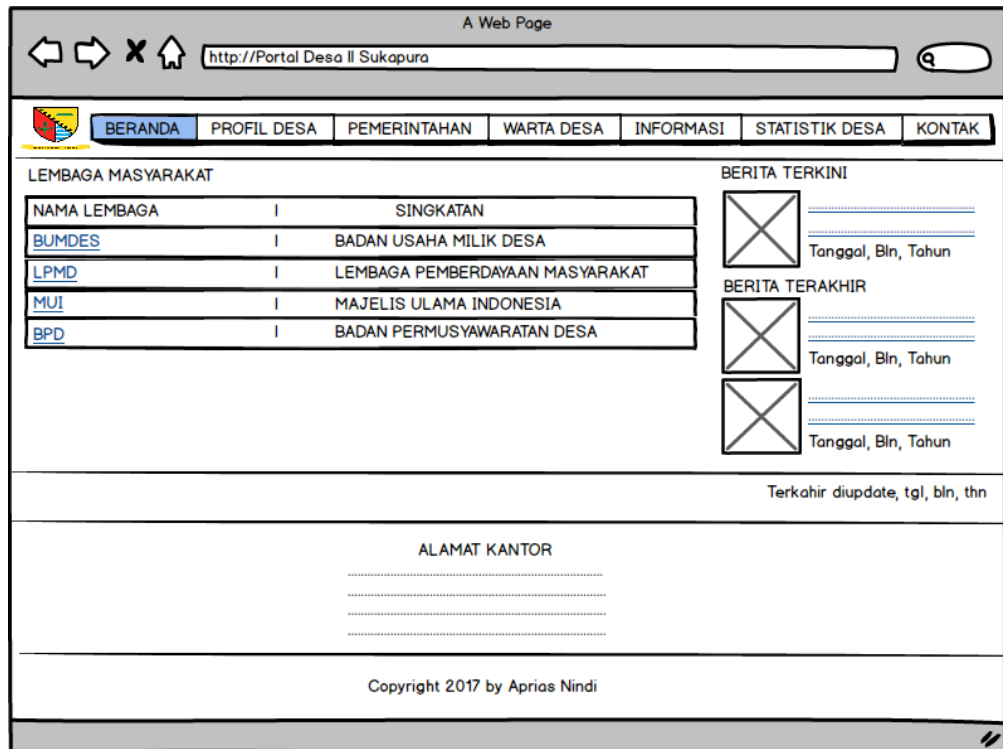 A Web Page
http://Portal Desa II Sukapura
BERANDA PROFIL DESA PEMERINTAHAN WARTA DESA INFORMASI STATISTIK DESA KONTAK
LEMBAGA MASYARAKAT
NAMA LEMBAGA | SINGKATAN
BUMDES | BADAN USAHA MILIK DESA
LPMD | LEMBAGA PEMBERDAYAAN MASYARAKAT
MUI | MAJELIS ULAMA INDONESIA
BPD | BADAN PERMUSYAWARATAN DESA
BERITA TERKINI
Tanggal, Bln, Tahun
BERITA TERAKHIR
Tanggal, Bln, Tahun
Tanggal, Bln, Tahun
Terkahir diupdate, tgl, bln, thn
ALAMAT KANTOR
Copyright 2017 by Aprias Nindi